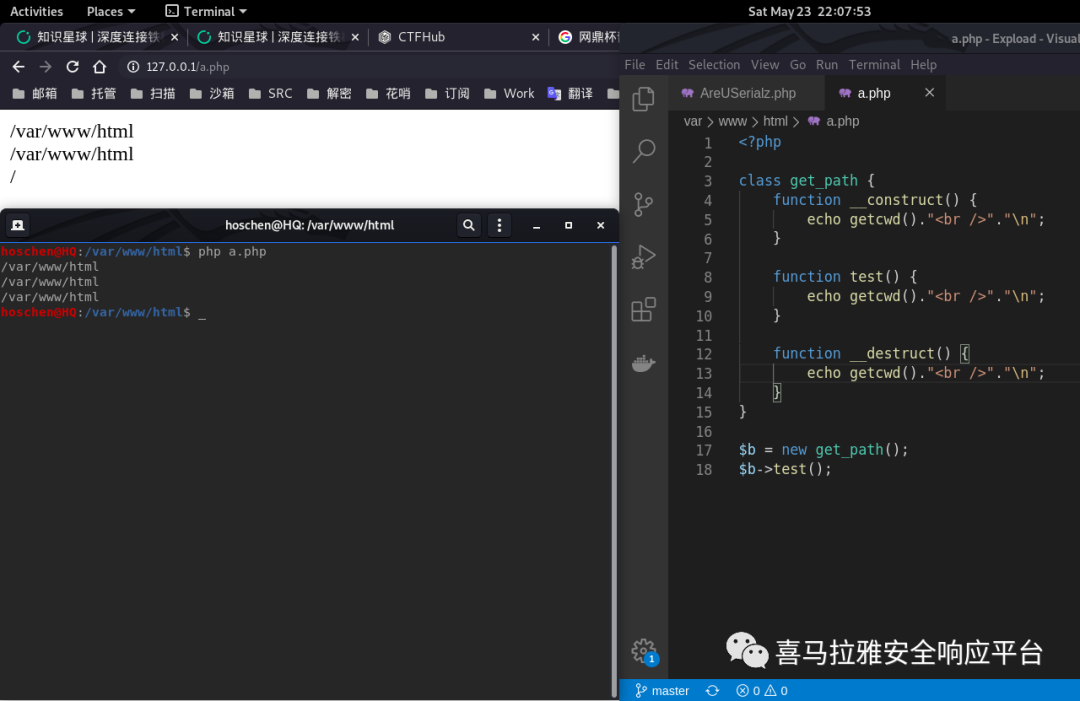 Activities Places Terminal Sat May 23 22:07:53
知识星球 | 深度连接铁 知识星球 | 深度连接铁 CTFHub 网鼎杯
127.0.0.1/a.php
邮箱 托管 扫描 沙箱 SRC 解密 花哨 订阅 Work 翻译
/var/www/html
/var/www/html
/
hoschen@HQ: /var/www/html
hoschen@HQ:/var/www/html$ php a.php
/var/www/html
/var/www/html
/var/www/html
hoschen@HQ:/var/www/html$ _
a.php - Expload - Visual
File Edit Selection View Go Run Terminal Help
AreUSerialz.php a.php
var > www > html > a.php
1 <?php
2
3 class get_path {
4 function __construct() {
5 echo getcwd()."<br />"."\n";
6 }
7
8 function test() {
9 echo getcwd()."<br />"."\n";
10 }
11
12 function __destruct() {
13 echo getcwd()."<br />"."\n";
14 }
15 }
16
17 $b = new get_path();
18 $b->test();
喜马拉雅安全响应平台
1
master 0 0